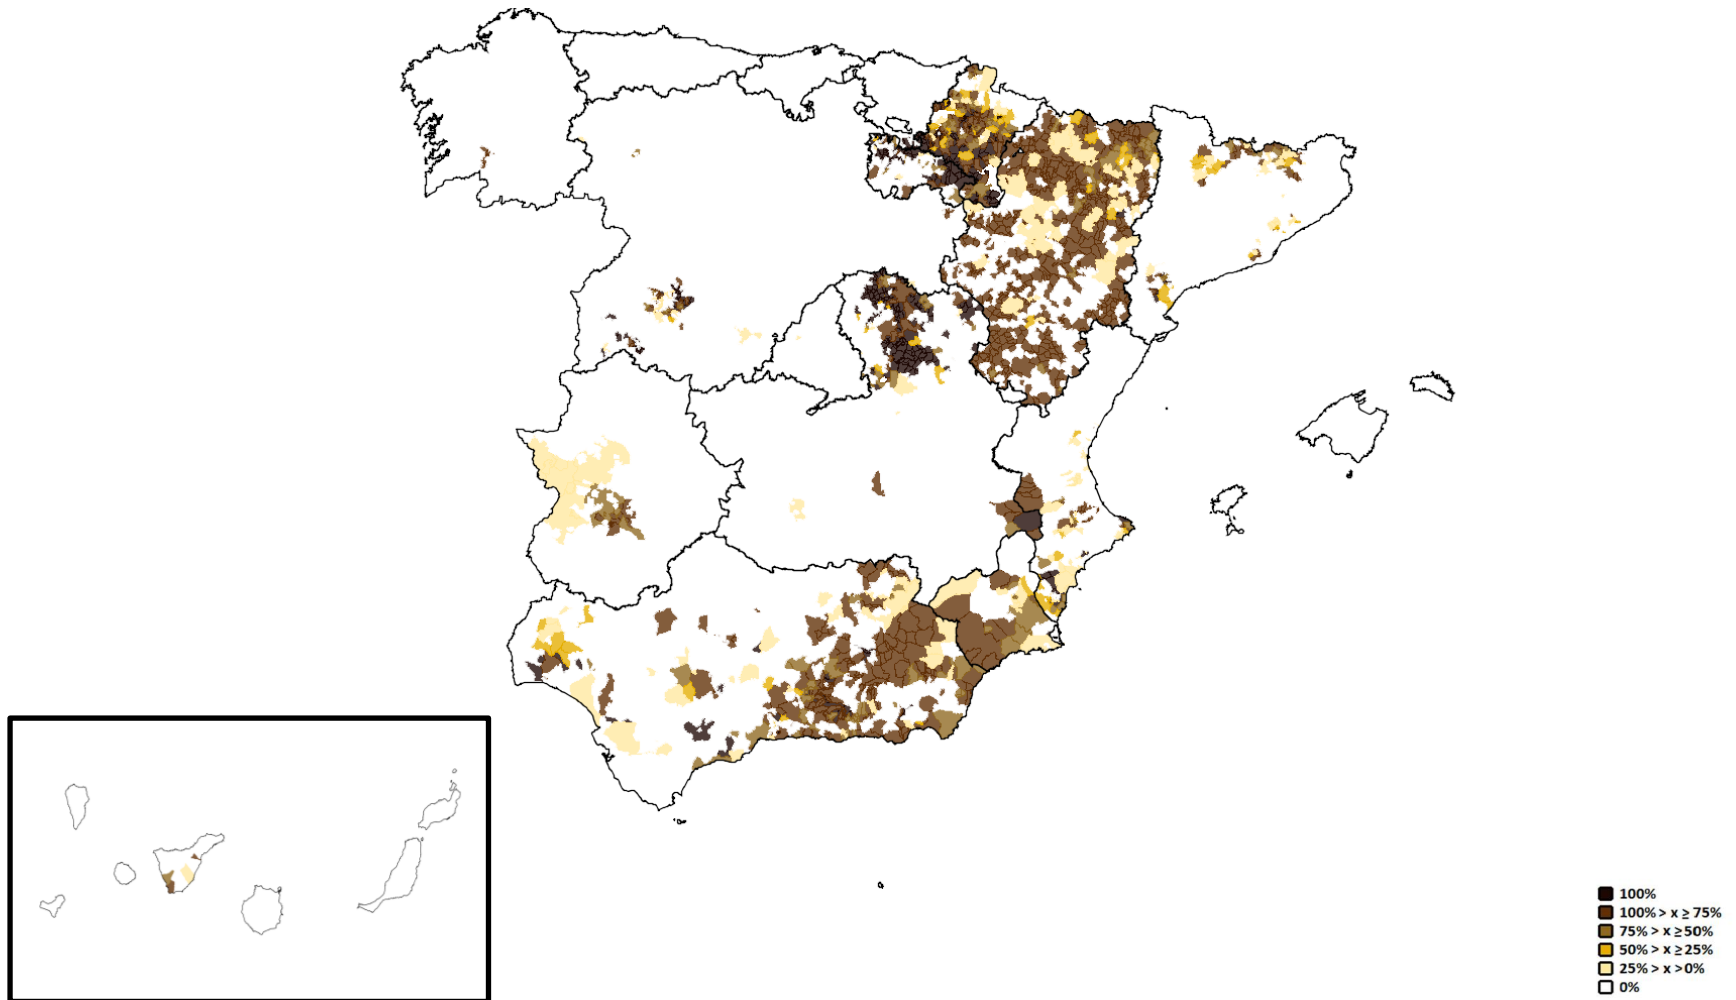 100%
100% > x ≥ 75%
75% > x ≥ 50%
50% > x ≥ 25%
25% > x > 0%
0%